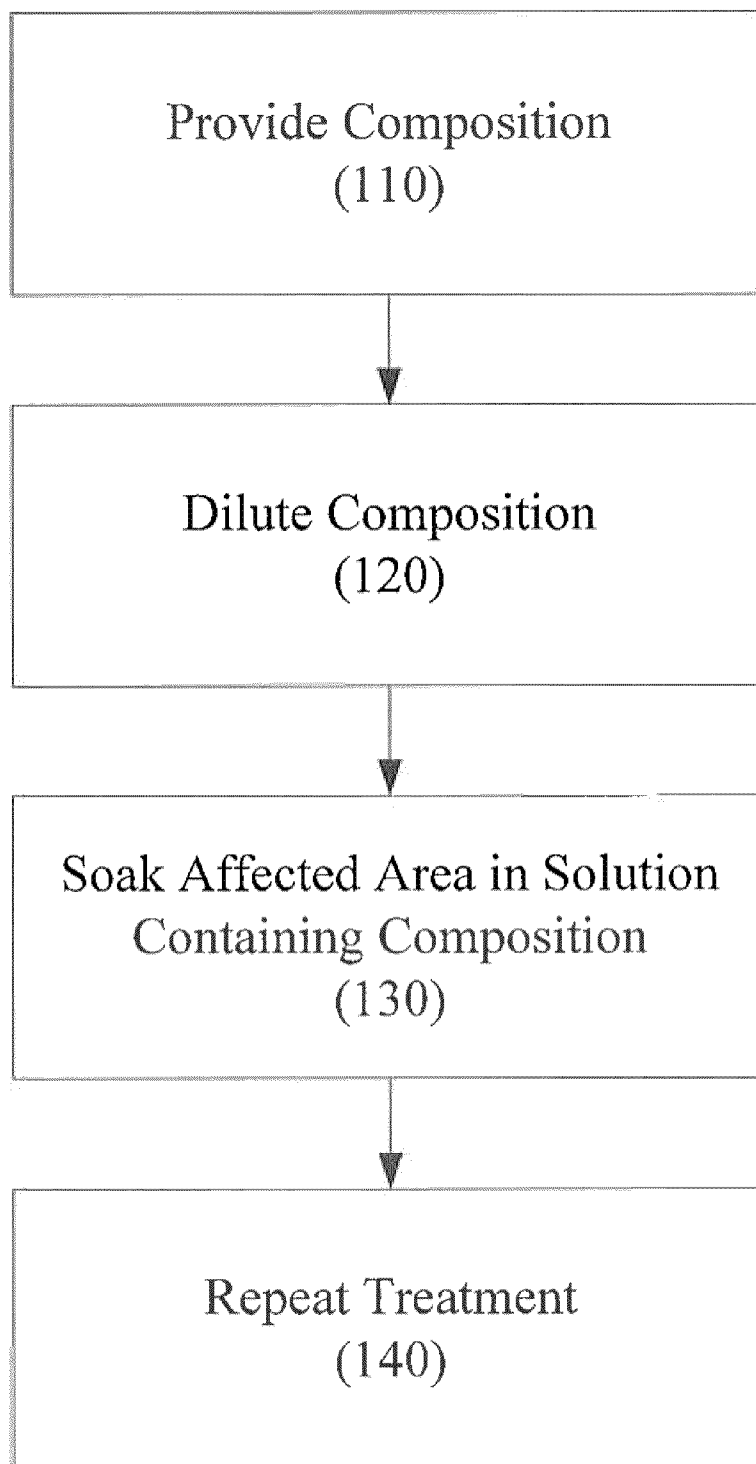 Provide Composition
(110)
Dilute Composition
(120)
Soak Affected Area in Solution
Containing Composition
(130)
Repeat Treatment
(140)